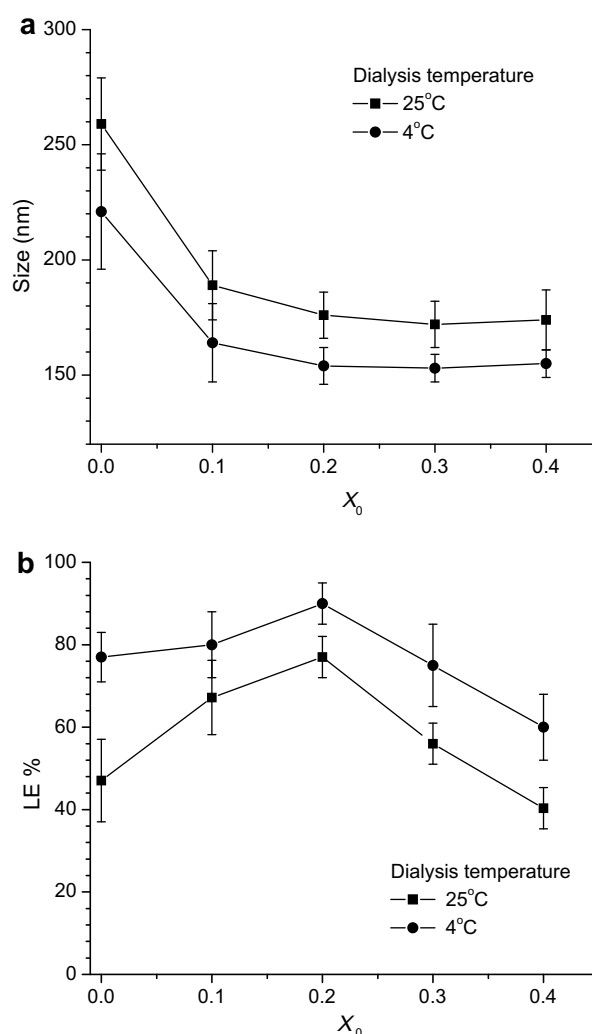 a
300
250
200
150
Size (nm)
Dialysis temperature
25°C
4°C
0.0 0.1 0.2 0.3 0.4
X₀
b
100
80
60
40
20
0
LE %
Dialysis temperature
25°C
4°C
0.0 0.1 0.2 0.3 0.4
X₀